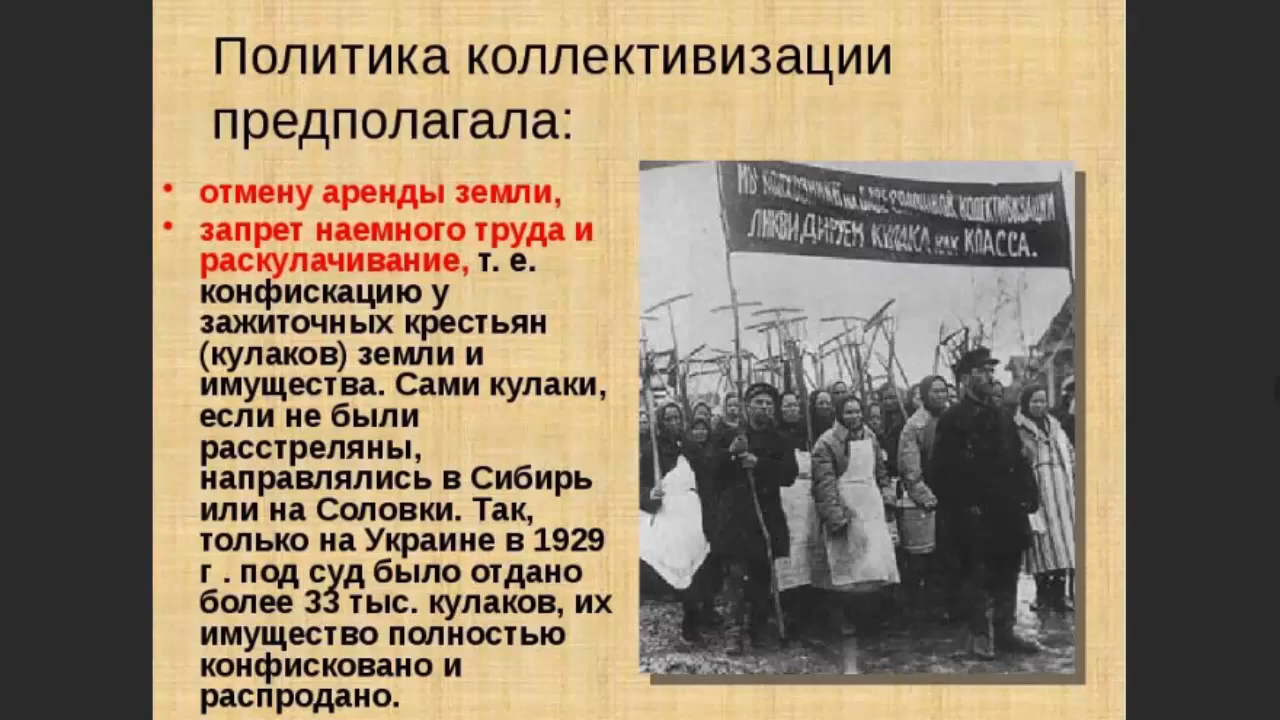 Политика коллективизации
предполагала:
• отмену аренды земли,
• запрет наемного труда и
раскулачивание, т. е.
конфискацию у
зажиточных крестьян
(кулаков) земли и
имущества. Сами кулаки,
если не были
расстреляны,
направлялись в Сибирь
или на Соловки. Так,
только на Украине в 1929
г . под суд было отдано
более 33 тыс. кулаков, их
имущество полностью
конфисковано и
распродано.
КОЛЛЕКТИВИЗАЦИИ
ЛИКВИДИРУЕМ КУЛАКА как КЛАССА.